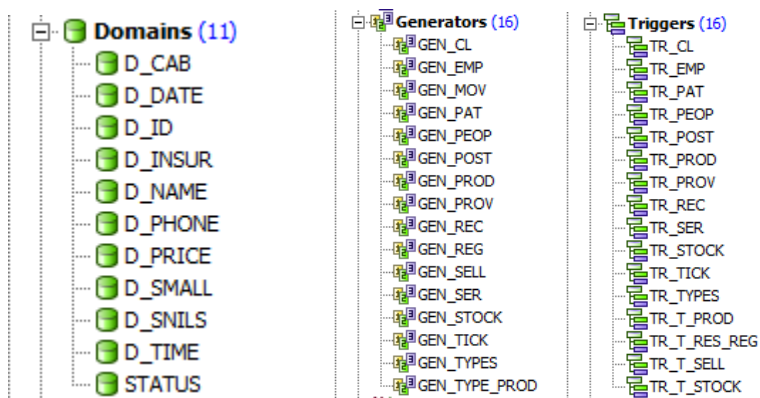 Domains (11)
D_CAB
D_DATE
D_ID
D_INSUR
D_NAME
D_PHONE
D_PRICE
D_SMALL
D_SNILS
D_TIME
STATUS
Generators (16)
GEN_CL
GEN_EMP
GEN_MOV
GEN_PAT
GEN_PEOP
GEN_POST
GEN_PROD
GEN_PROV
GEN_REC
GEN_REG
GEN_SELL
GEN_SER
GEN_STOCK
GEN_TICK
GEN_TYPES
GEN_TYPE_PROD
Triggers (16)
TR_CL
TR_EMP
TR_PAT
TR_PEOP
TR_POST
TR_PROD
TR_PROV
TR_REC
TR_SER
TR_STOCK
TR_TICK
TR_TYPES
TR_T_PROD
TR_T_RES_REG
TR_T_SELL
TR_T_STOCK